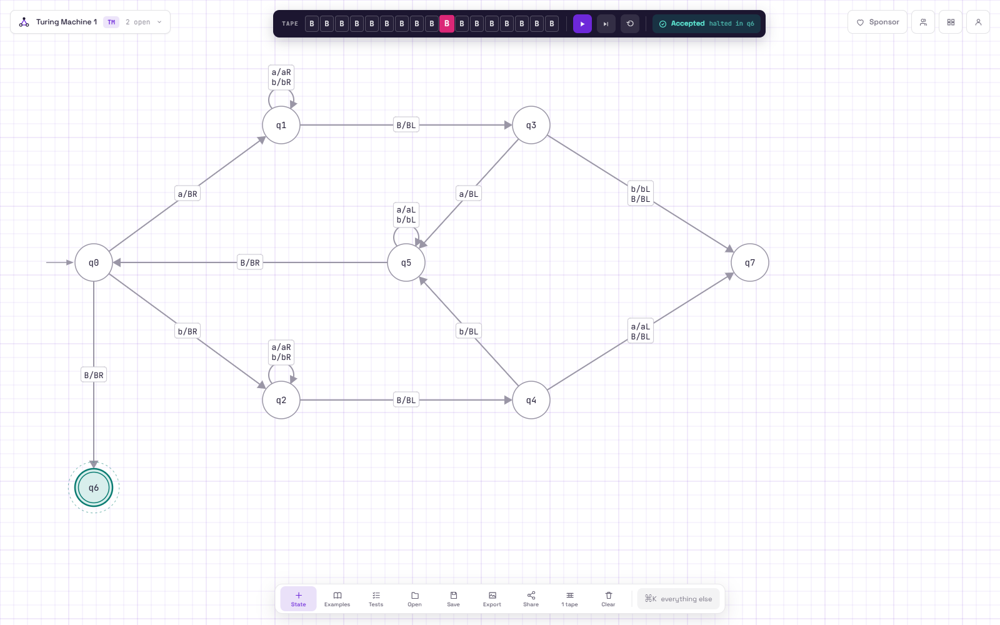 Turing Machine 1 TM 2 open
TAPE B B B B B B B B B B B B B B B B B Accepted halted in q6
Sponsor
a/aR
b/bR
q1
B/BL
q3
a/BR
a/BL
b/bL
B/BL
a/aL
b/bL
q0
B/BR
q5
q7
b/BR
b/BL
a/aL
B/BL
a/aR
b/bR
B/BR
q2
B/BL
q4
q6
State Examples Tests Open Save Export Share 1 tape Clear ⌘K everything else